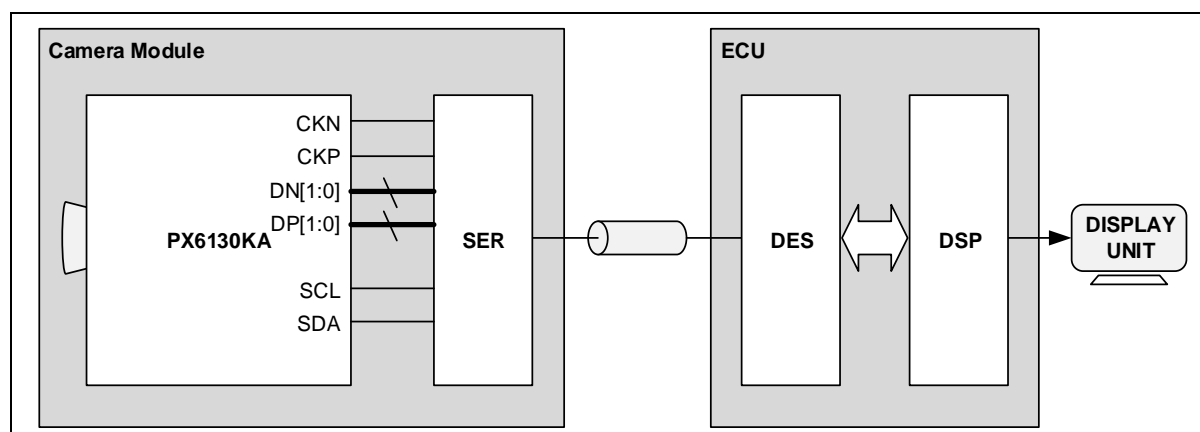 Camera Module
ECU
CKN
CKP
DN[1:0]
DP[1:0]
PX6130KA
SCL
SDA
SER
DES
DSP
DISPLAY
UNIT